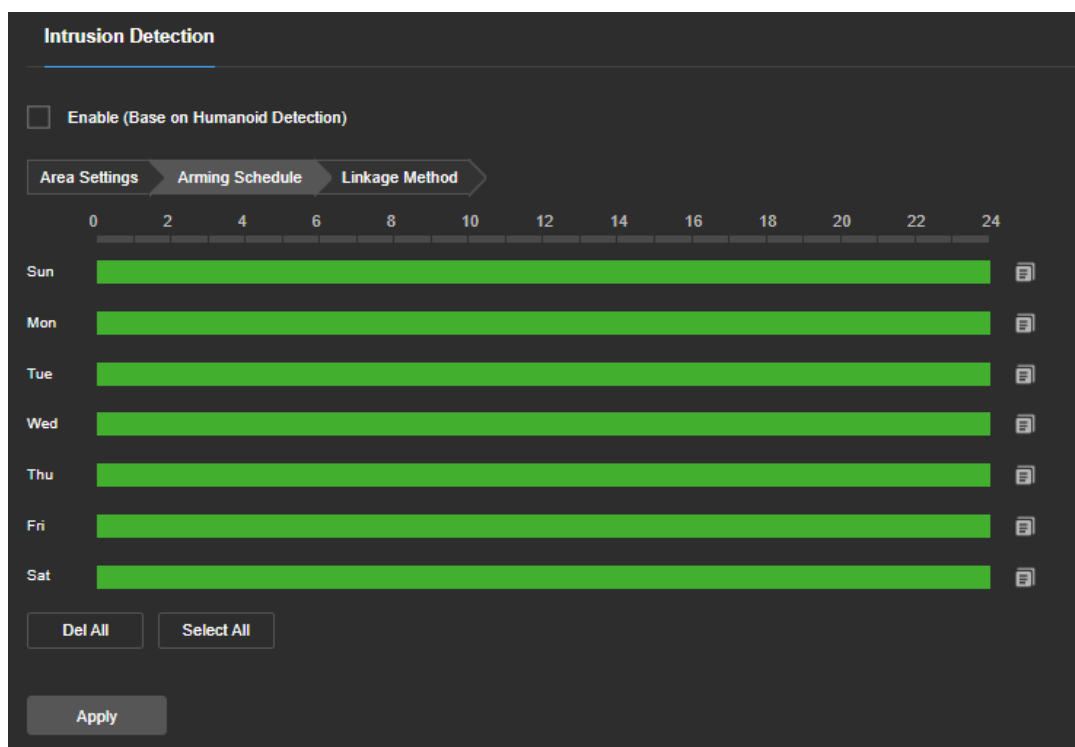 Intrusion Detection
Enable (Base on Humanoid Detection)
Area Settings Arming Schedule Linkage Method
0 2 4 6 8 10 12 14 16 18 20 22 24
Sun
Mon
Tue
Wed
Thu
Fri
Sat
Del All Select All
Apply